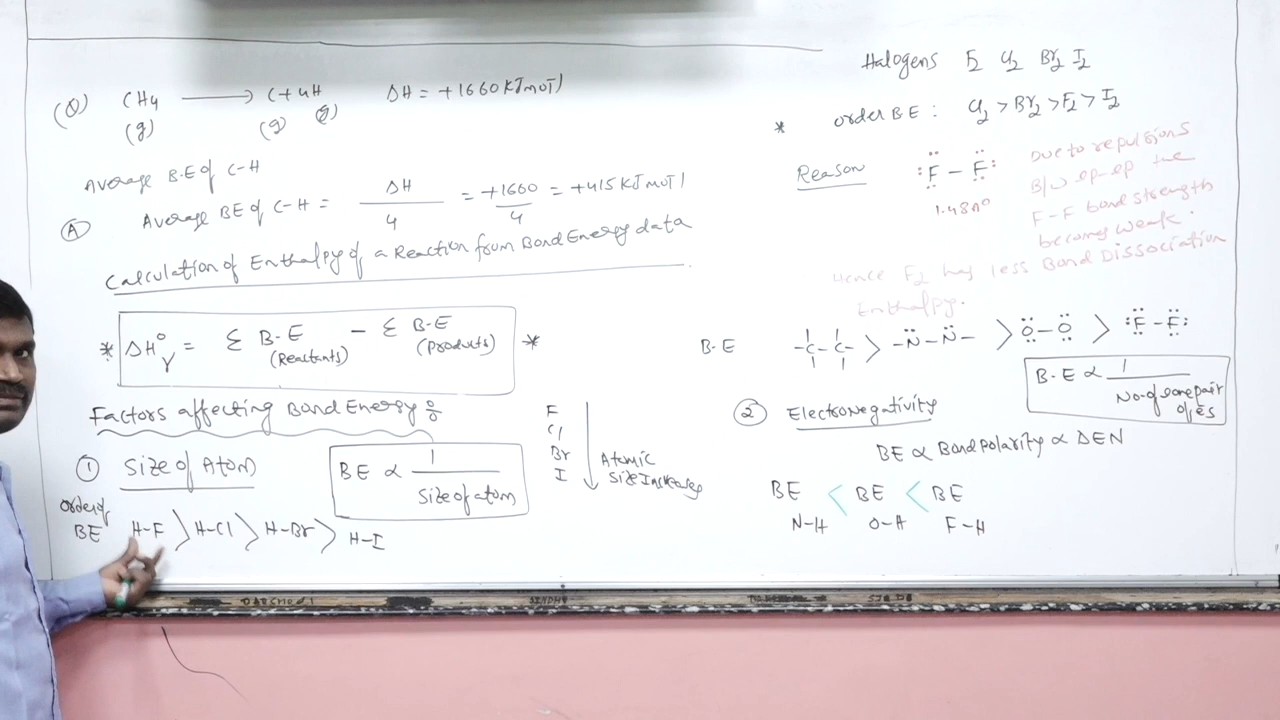 (Q) CH4 ⟶ C + 4H ΔH = +1660 KJ mol-1
(g) (g) (g)
Average B.E of C-H
(A) Average BE of C-H = ΔH/4 = +1660/4 = +415 KJ mol-1
Calculation of Enthalpy of a Reaction from Bond Energy data
* ΔH°r = Σ B-E (Reactants) - Σ B-E (Products) *
Factors affecting Bond Energy :
① Size of Atom
BE ∝ 1/Size of atom
order of BE H-F > H-Cl > H-Br > H-I
F
Cl
Br
I
Atomic
Size Increases
Halogens F2 Cl2 Br2 I2
* order BE : Cl2 > Br2 > F2 > I2
Reason :F̈ - F̈:
1.48A°
Due to repulsions
B/w lp-lp the
F-F bond strength
becomes weak.
Hence F2 has less Bond Dissociation
Enthalpy.
B-E -C-C- > -N̈-N̈- > Ö-Ö > :F̈-F̈:
B-E ∝ 1/No-of lone pair of es
② Electronegativity
BE ∝ Bond polarity ∝ ΔEN
BE < BE < BE
N-H O-H F-H